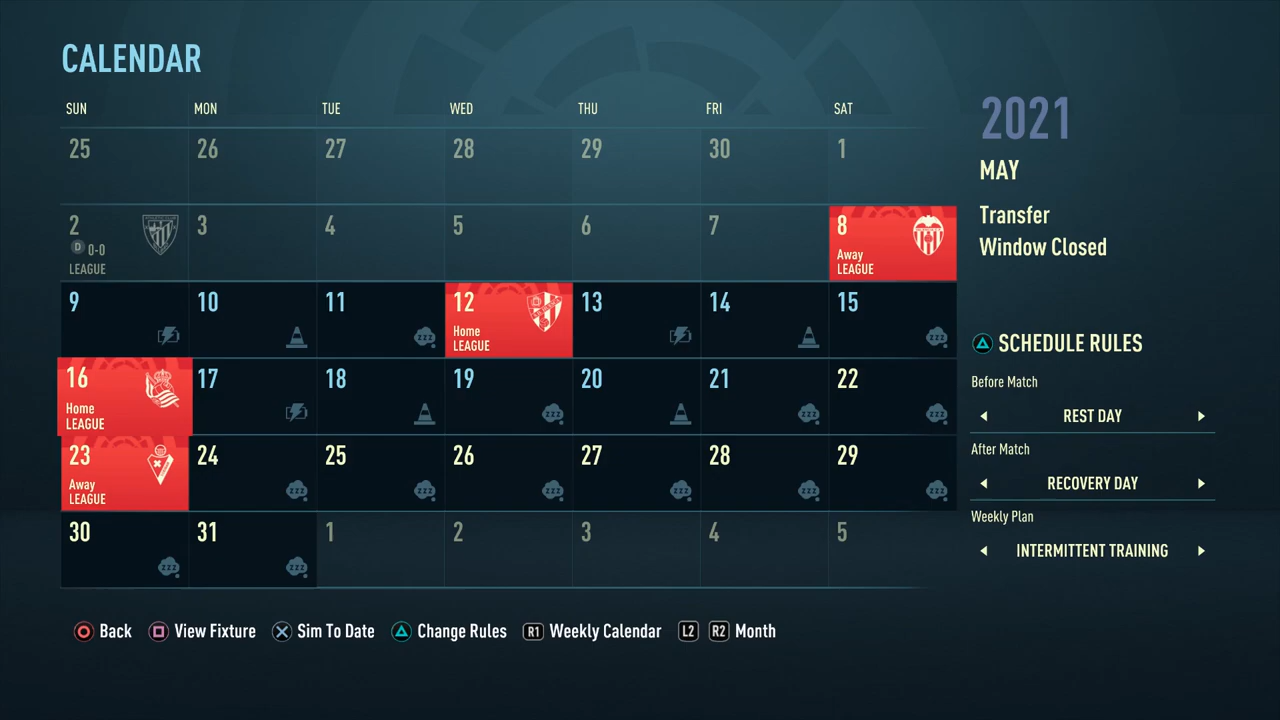 CALENDAR
SUN MON TUE WED THU FRI SAT
25 26 27 28 29 30 1
2 3 4 5 6 7 8
D 0-0
LEAGUE
Away
LEAGUE
9 10 11 12 13 14 15
Home
LEAGUE
16 17 18 19 20 21 22
Home
LEAGUE
23 24 25 26 27 28 29
Away
LEAGUE
30 31 1 2 3 4 5
2021
MAY
Transfer
Window Closed
SCHEDULE RULES
Before Match
REST DAY
After Match
RECOVERY DAY
Weekly Plan
INTERMITTENT TRAINING
Back View Fixture Sim To Date Change Rules R1 Weekly Calendar L2 R2 Month